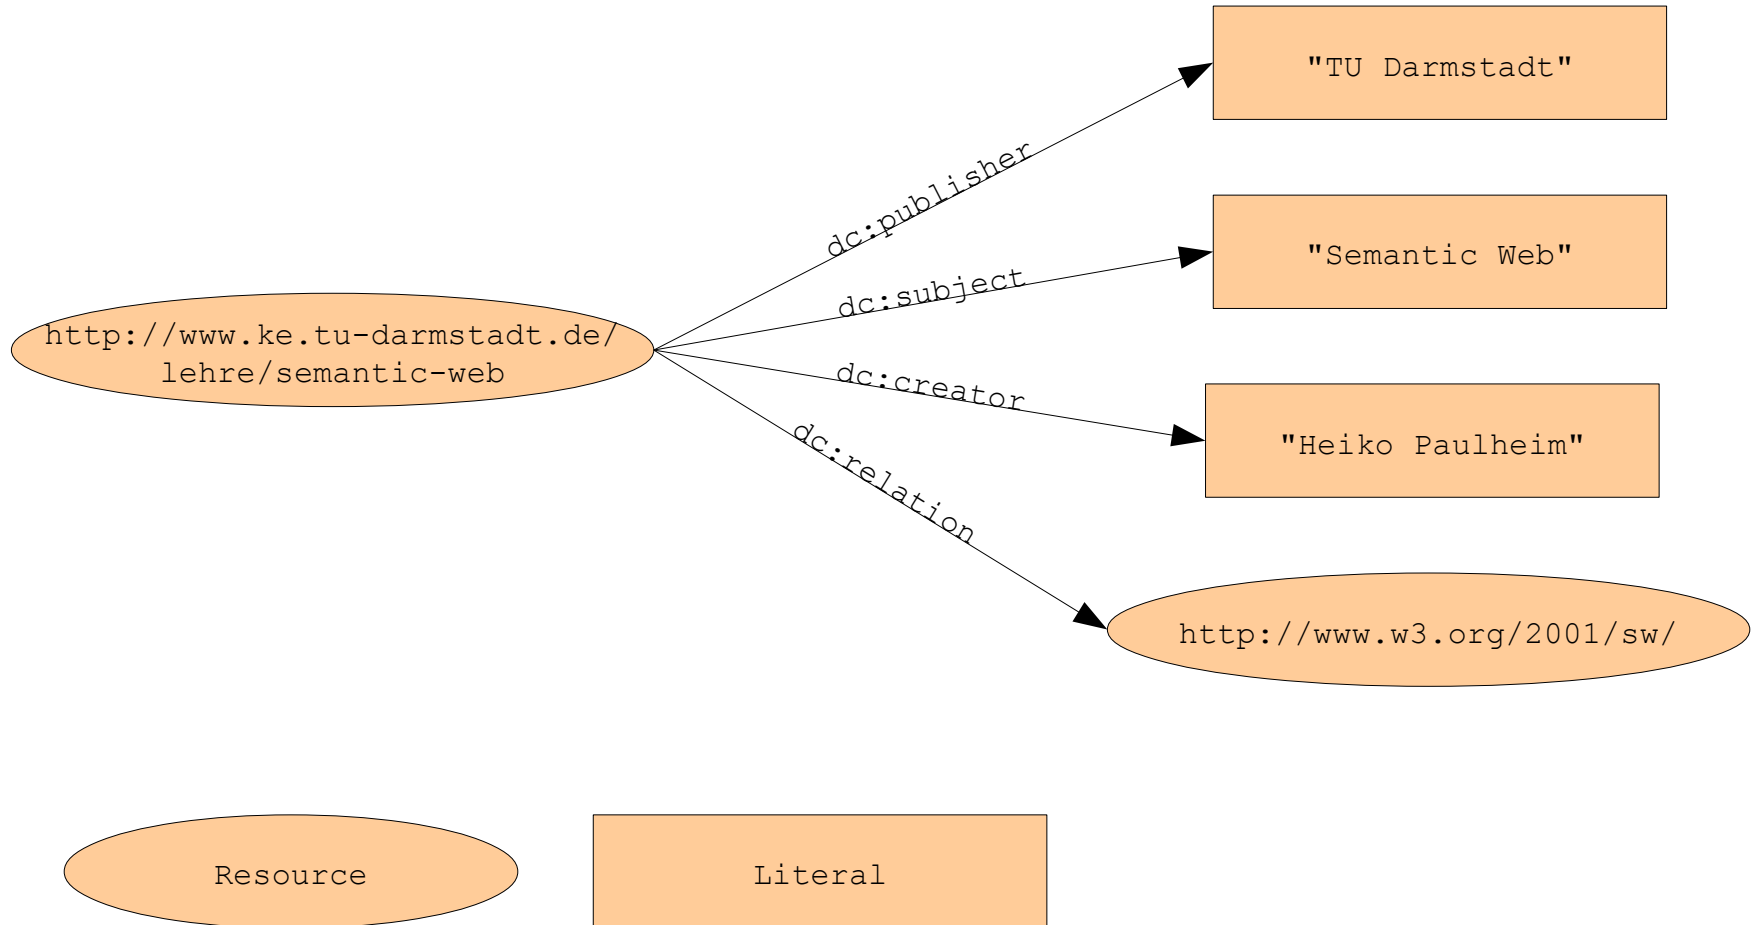 "TU Darmstadt"
dc:publisher
"Semantic Web"
dc:subject
http://www.ke.tu-darmstadt.de/
lehre/semantic-web
dc:creator
"Heiko Paulheim"
dc:relation
http://www.w3.org/2001/sw/
Resource
Literal